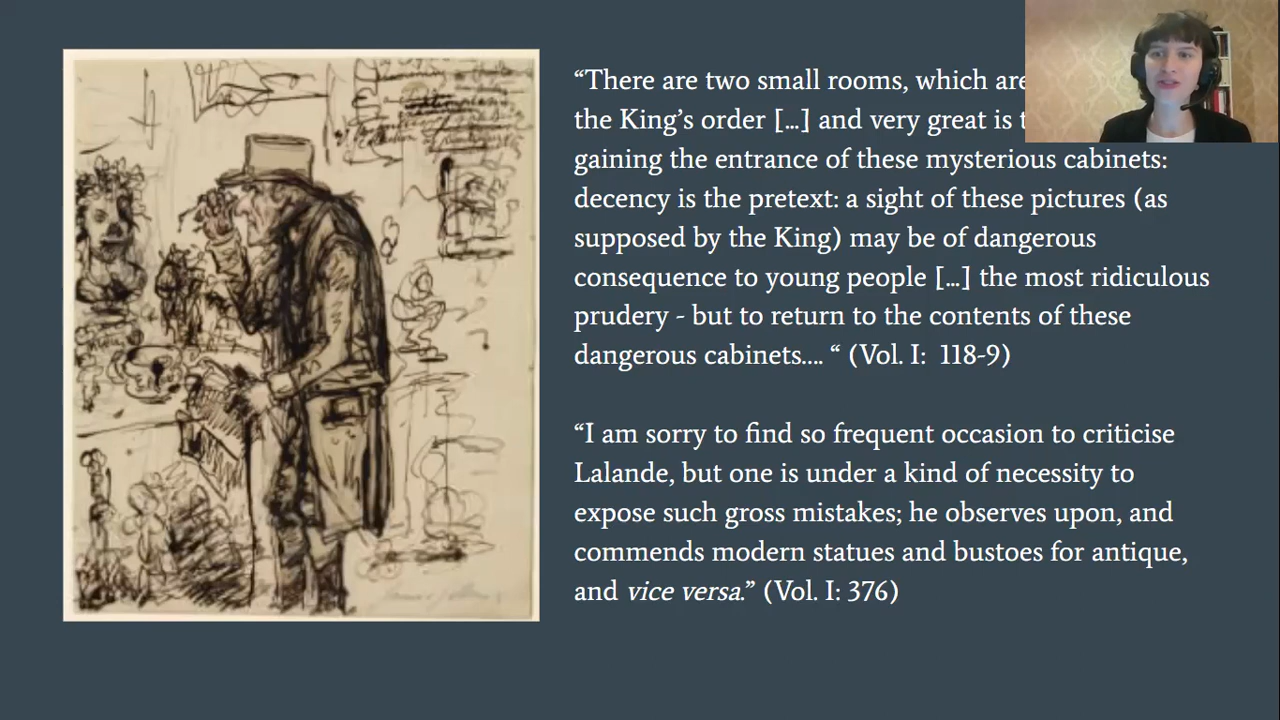 “There are two small rooms, which are
the King’s order [...] and very great is
gaining the entrance of these mysterious cabinets:
decency is the pretext: a sight of these pictures (as
supposed by the King) may be of dangerous
consequence to young people [...] the most ridiculous
prudery - but to return to the contents of these
dangerous cabinets.... “ (Vol. I:  118-9)
“I am sorry to find so frequent occasion to criticise
Lalande, but one is under a kind of necessity to
expose such gross mistakes; he observes upon, and
commends modern statues and bustoes for antique,
and vice versa.” (Vol. I: 376)